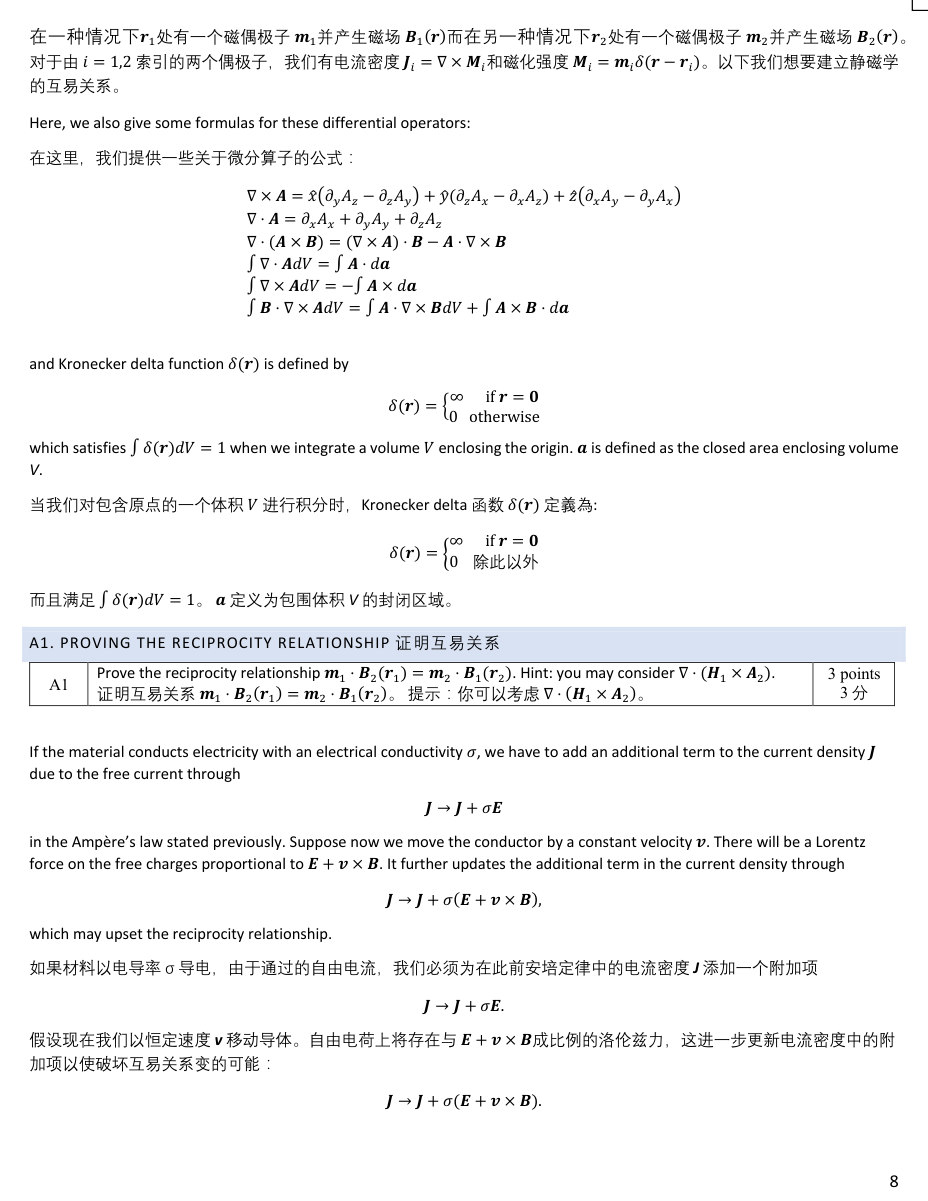 在一种情况下𝒓₁处有一个磁偶极子 𝒎₁并产生磁场 𝑩₁(𝒓)而在另一种情况下𝒓₂处有一个磁偶极子 𝒎₂并产生磁场 𝑩₂(𝒓)。
对于由 𝑖 = 1,2 索引的两个偶极子，我们有电流密度 𝑱ᵢ = ∇ × 𝑴ᵢ和磁化强度 𝑴ᵢ = 𝒎ᵢ𝛿(𝒓 − 𝒓ᵢ)。以下我们想要建立静磁学
的互易关系。
Here, we also give some formulas for these differential operators:
在这里，我们提供一些关于微分算子的公式：
∇ × 𝑨 = x̂(∂_y A_z − ∂_z A_y) + ŷ(∂_z A_x − ∂_x A_z) + ẑ(∂_x A_y − ∂_y A_x)
∇ · 𝑨 = ∂_x A_x + ∂_y A_y + ∂_z A_z
∇ · (𝑨 × 𝑩) = (∇ × 𝑨) · 𝑩 − 𝑨 · ∇ × 𝑩
∫ ∇ · 𝑨𝑑𝑉 = ∫ 𝑨 · 𝑑𝒂
∫ ∇ × 𝑨𝑑𝑉 = −∫ 𝑨 × 𝑑𝒂
∫ 𝑩 · ∇ × 𝑨𝑑𝑉 = ∫ 𝑨 · ∇ × 𝑩𝑑𝑉 + ∫ 𝑨 × 𝑩 · 𝑑𝒂
and Kronecker delta function 𝛿(𝒓) is defined by
𝛿(𝒓) = {∞ if 𝒓 = 𝟎
0 otherwise
which satisfies ∫ 𝛿(𝒓)𝑑𝑉 = 1 when we integrate a volume 𝑉 enclosing the origin. 𝒂 is defined as the closed area enclosing volume
V.
当我们对包含原点的一个体积 𝑉 进行积分时，Kronecker delta 函数 𝛿(𝒓) 定義為:
𝛿(𝒓) = {∞ if 𝒓 = 𝟎
0 除此以外
而且满足 ∫ 𝛿(𝒓)𝑑𝑉 = 1。 𝒂 定义为包围体积 V 的封闭区域。
A1. PROVING THE RECIPROCITY RELATIONSHIP 证明互易关系
A1
Prove the reciprocity relationship 𝒎₁ · 𝑩₂(𝒓₁) = 𝒎₂ · 𝑩₁(𝒓₂). Hint: you may consider ∇ · (𝑯₁ × 𝑨₂).
证明互易关系 𝒎₁ · 𝑩₂(𝒓₁) = 𝒎₂ · 𝑩₁(𝒓₂)。 提示：你可以考虑 ∇ · (𝑯₁ × 𝑨₂)。
3 points
3 分
If the material conducts electricity with an electrical conductivity 𝜎, we have to add an additional term to the current density 𝑱
due to the free current through
𝑱 → 𝑱 + 𝜎𝑬
in the Ampère’s law stated previously. Suppose now we move the conductor by a constant velocity 𝒗. There will be a Lorentz
force on the free charges proportional to 𝑬 + 𝒗 × 𝑩. It further updates the additional term in the current density through
𝑱 → 𝑱 + 𝜎(𝑬 + 𝒗 × 𝑩),
which may upset the reciprocity relationship.
如果材料以电导率 σ 导电，由于通过的自由电流，我们必须为在此前安培定律中的电流密度 J 添加一个附加项
𝑱 → 𝑱 + 𝜎𝑬.
假设现在我们以恒定速度 v 移动导体。自由电荷上将存在与 𝑬 + 𝒗 × 𝑩成比例的洛伦兹力，这进一步更新电流密度中的附
加项以使破坏互易关系变的可能：
𝑱 → 𝑱 + 𝜎(𝑬 + 𝒗 × 𝑩).
8